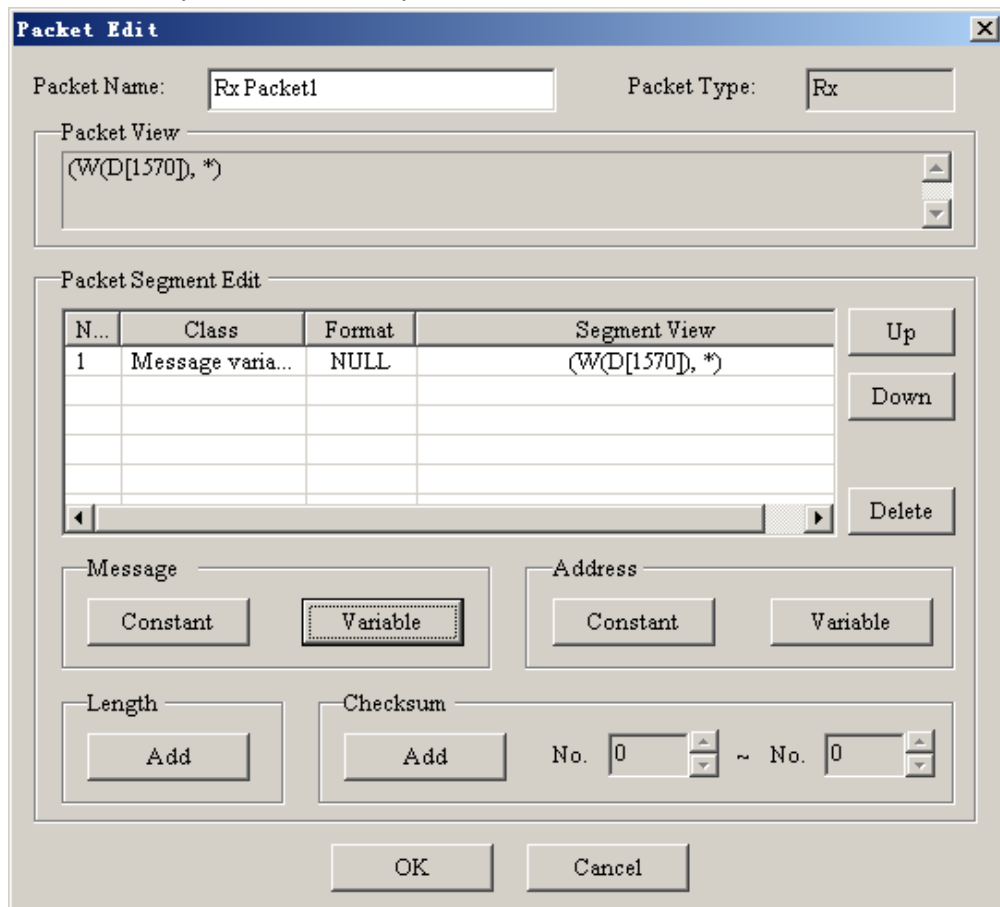 Packet Edit
Packet Name: Rx Packet1 Packet Type: Rx
Packet View
(W(D[1570]), *)
Packet Segment Edit
N... Class Format Segment View
1 Message varia... NULL (W(D[1570]), *)
Up
Down
Delete
Message Address
Constant Variable Constant Variable
Length Checksum
Add Add No. 0 ~ No. 0
OK Cancel